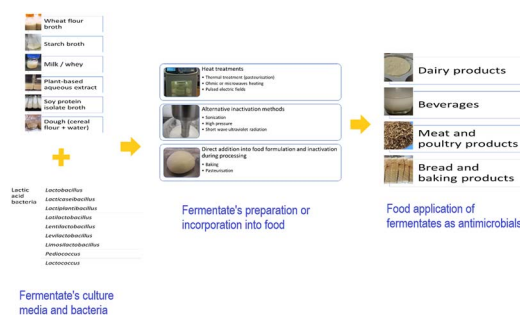 Wheat flour
broth
Starch broth
Milk / whey
Plant-based
aqueous extract
Soy protein
isolate broth
Dough (cereal
flour + water)
+
Lactic
acid
bacteria
Lactobacillus
Lacticaseibacillus
Lactiplantibacillus
Latilactobacillus
Lentilactobacillus
Levilactobacillus
Limosilactobacillus
Pediococcus
Lactococcus
Fermentate's culture
media and bacteria
Heat treatments
• Thermal treatment (pasteurisation)
• Ohmic or microwaves heating
• Pulsed electric fields
Alternative inactivation methods
• Sonication
• High pressure
• Short wave ultraviolet radiation
Direct addition into food formulation and inactivation
during processing
• Baking
• Pasteurisation
Fermentate's preparation or
incorporation into food
Dairy products
Beverages
Meat and
poultry products
Bread and
baking products
Food application of
fermentates as antimicrobials